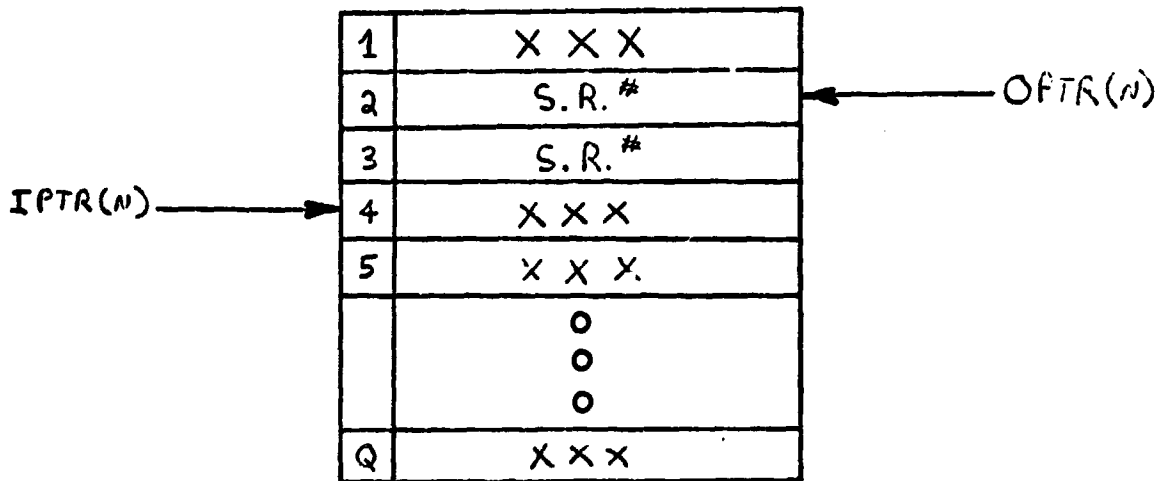 1 X X X
2 S.R.#
OPTR(N)
3 S.R.#
IPTR(N)
4 X X X
5 X X X
Q X X X